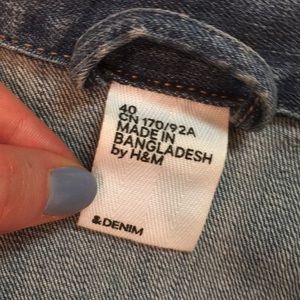 40
CN 170/92A
MADE IN
BANGLADESH
by H&M
&DENIM